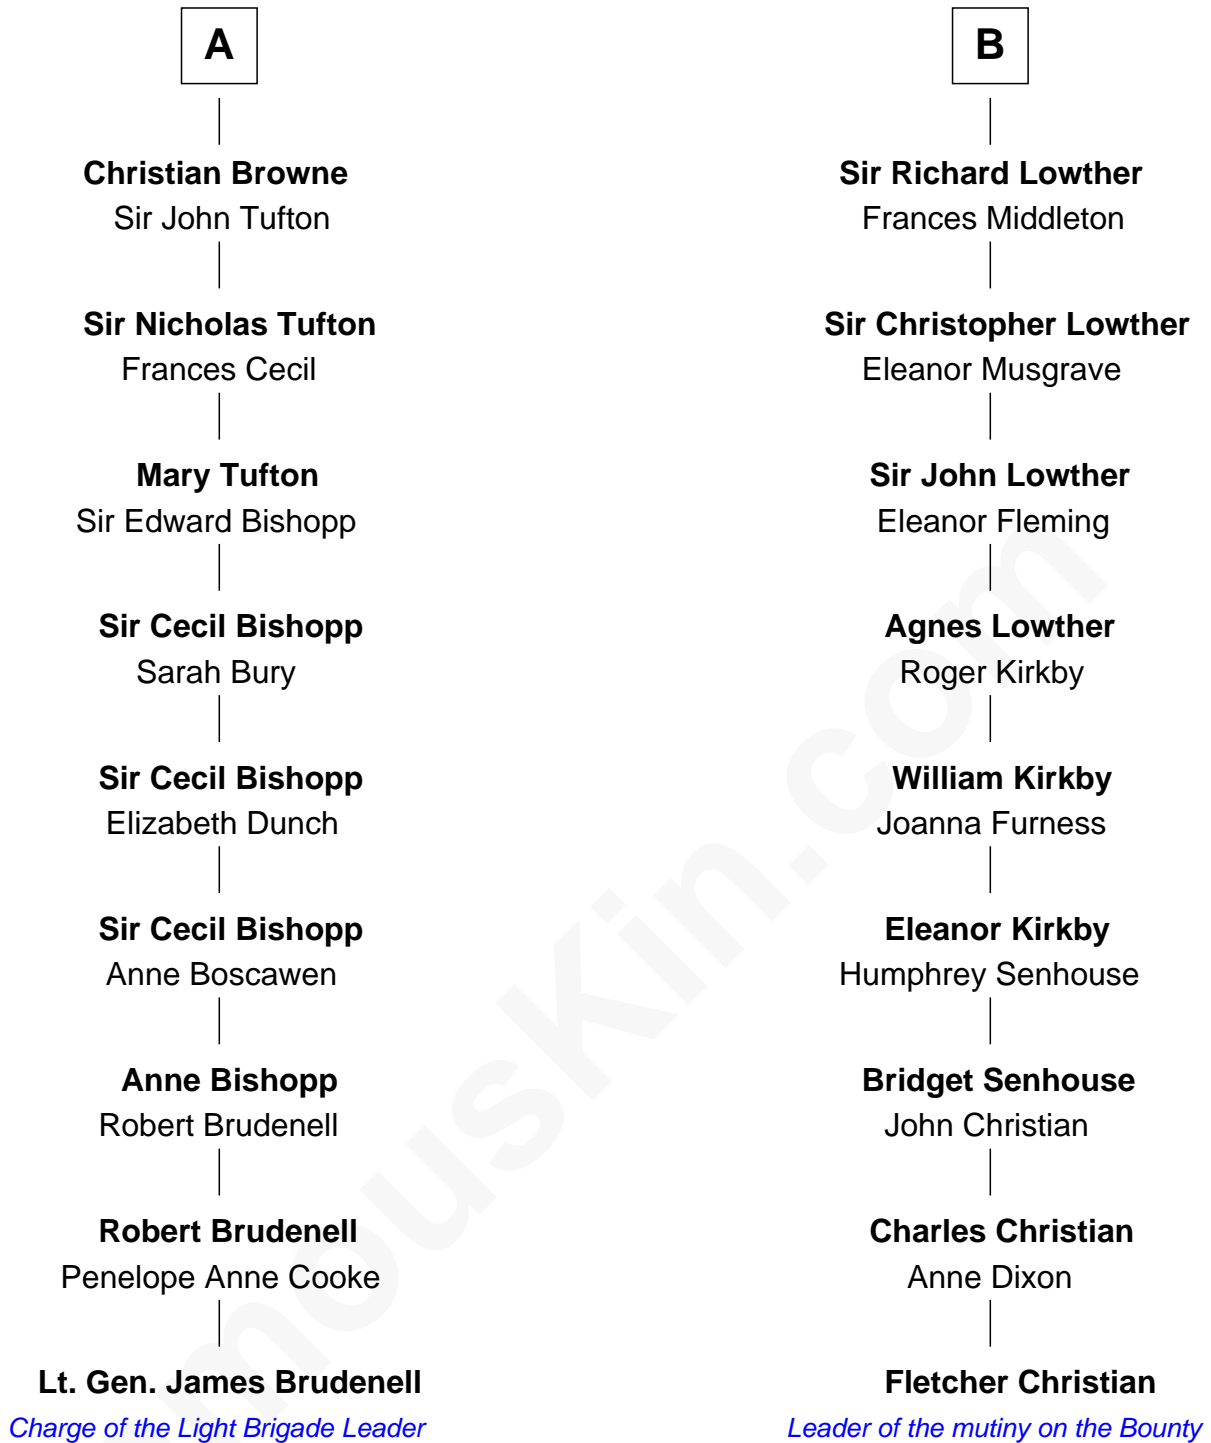 A
Christian Browne
Sir John Tufton
Sir Nicholas Tufton
Frances Cecil
Mary Tufton
Sir Edward Bishopp
Sir Cecil Bishopp
Sarah Bury
Sir Cecil Bishopp
Elizabeth Dunch
Sir Cecil Bishopp
Anne Boscawen
Anne Bishopp
Robert Brudenell
Robert Brudenell
Penelope Anne Cooke
Lt. Gen. James Brudenell
Charge of the Light Brigade Leader
B
Sir Richard Lowther
Frances Middleton
Sir Christopher Lowther
Eleanor Musgrave
Sir John Lowther
Eleanor Fleming
Agnes Lowther
Roger Kirkby
William Kirkby
Joanna Furness
Eleanor Kirkby
Humphrey Senhouse
Bridget Senhouse
John Christian
Charles Christian
Anne Dixon
Fletcher Christian
Leader of the mutiny on the Bounty
mouskin.com